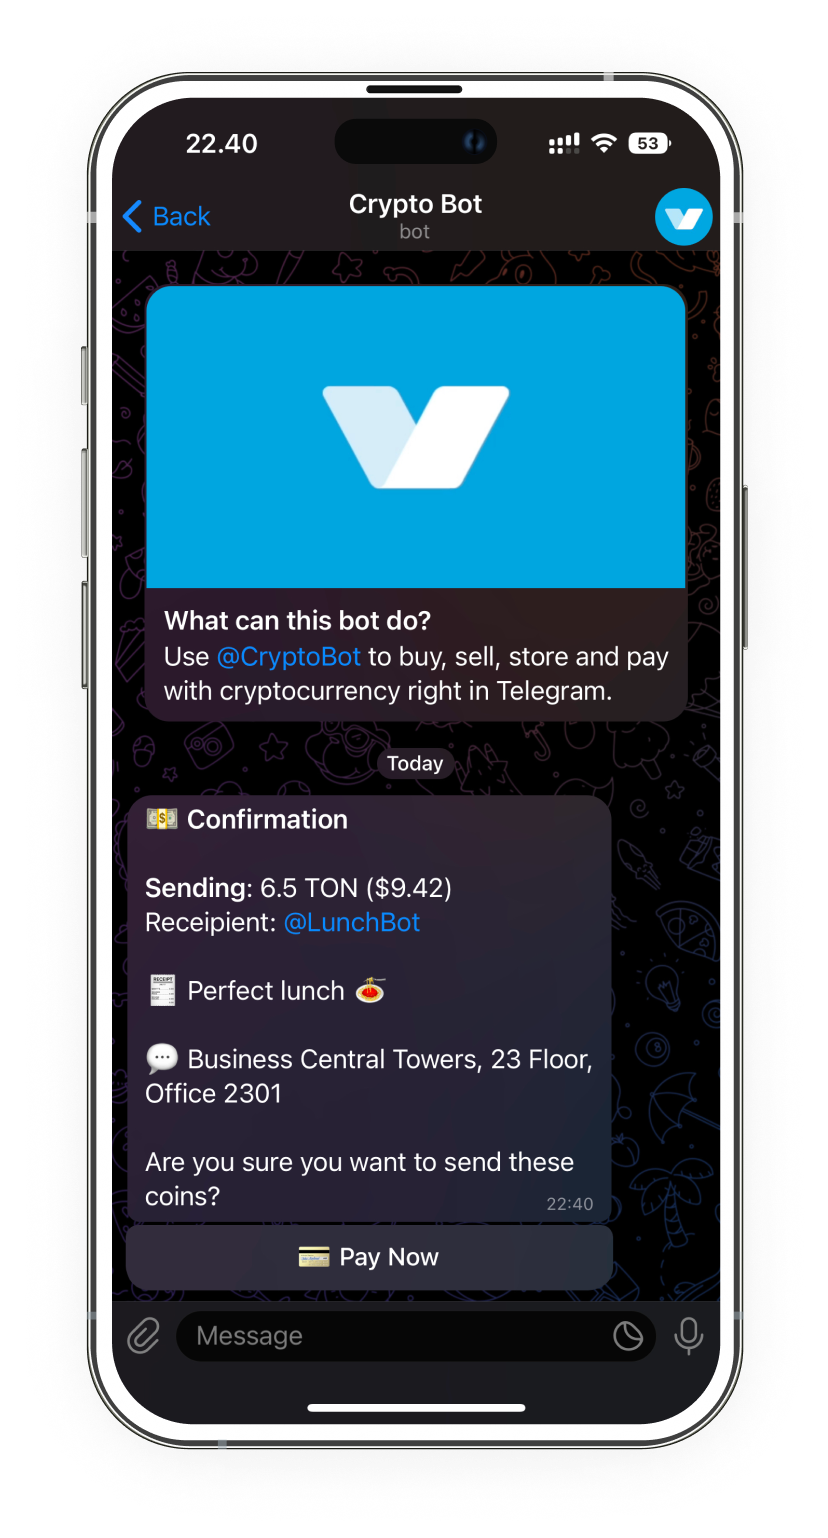 22.40
53
Back
Crypto Bot
bot
What can this bot do?
Use @CryptoBot to buy, sell, store and pay
with cryptocurrency right in Telegram.
Today
Confirmation
Sending: 6.5 TON ($9.42)
Receipient: @LunchBot
RECEIPT
Perfect lunch
Business Central Towers, 23 Floor,
Office 2301
Are you sure you want to send these
coins?
22:40
Pay Now
Message